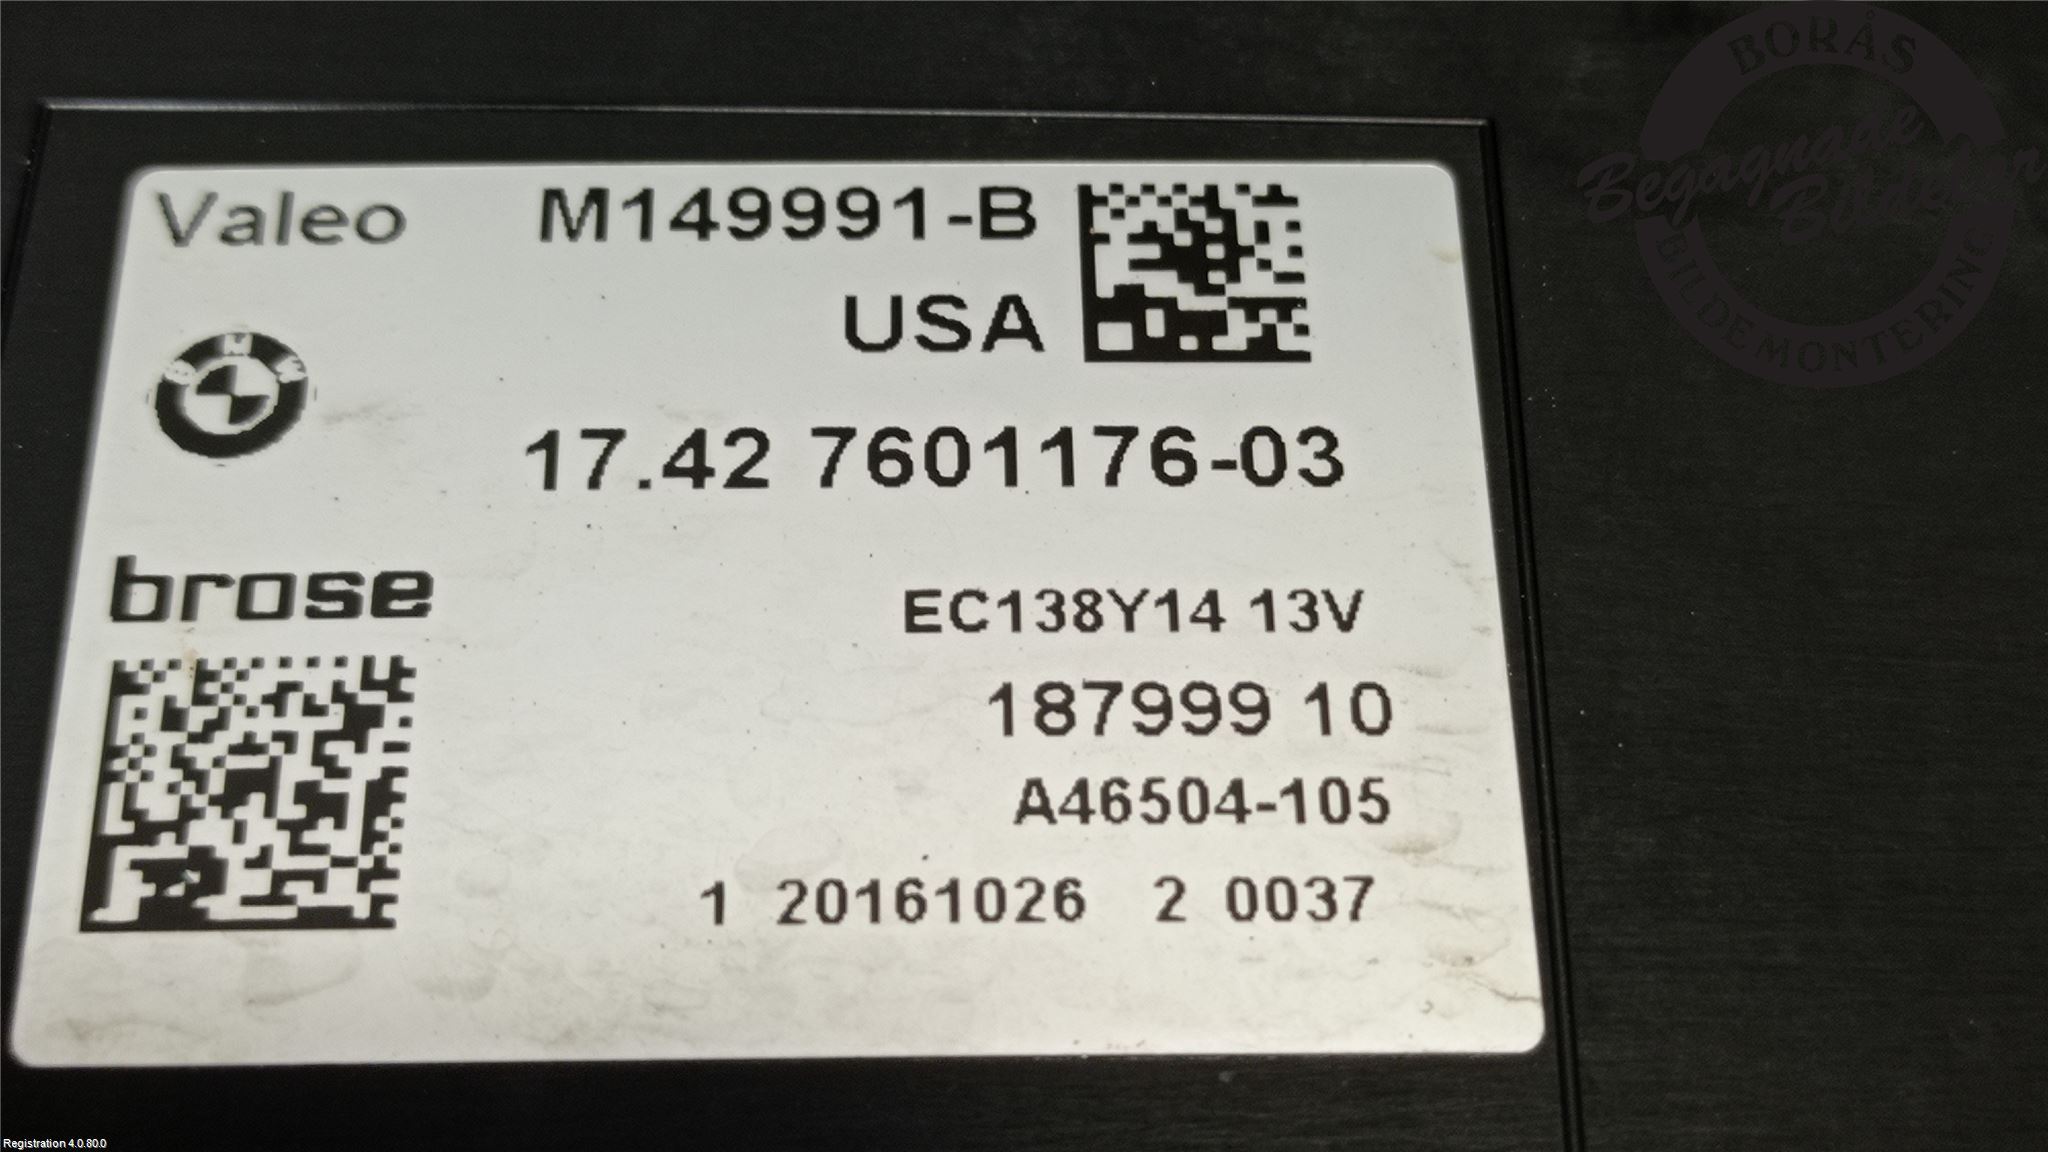 Valeo M149991-B
USA
BMW
17.42 7601176-03
brose
EC138Y14 13V
187999 10
A46504-105
1 20161026 2 0037
BORÅS
Begagnade
Bildelar
BILDEMONTERING
Registration 4.0.80.0